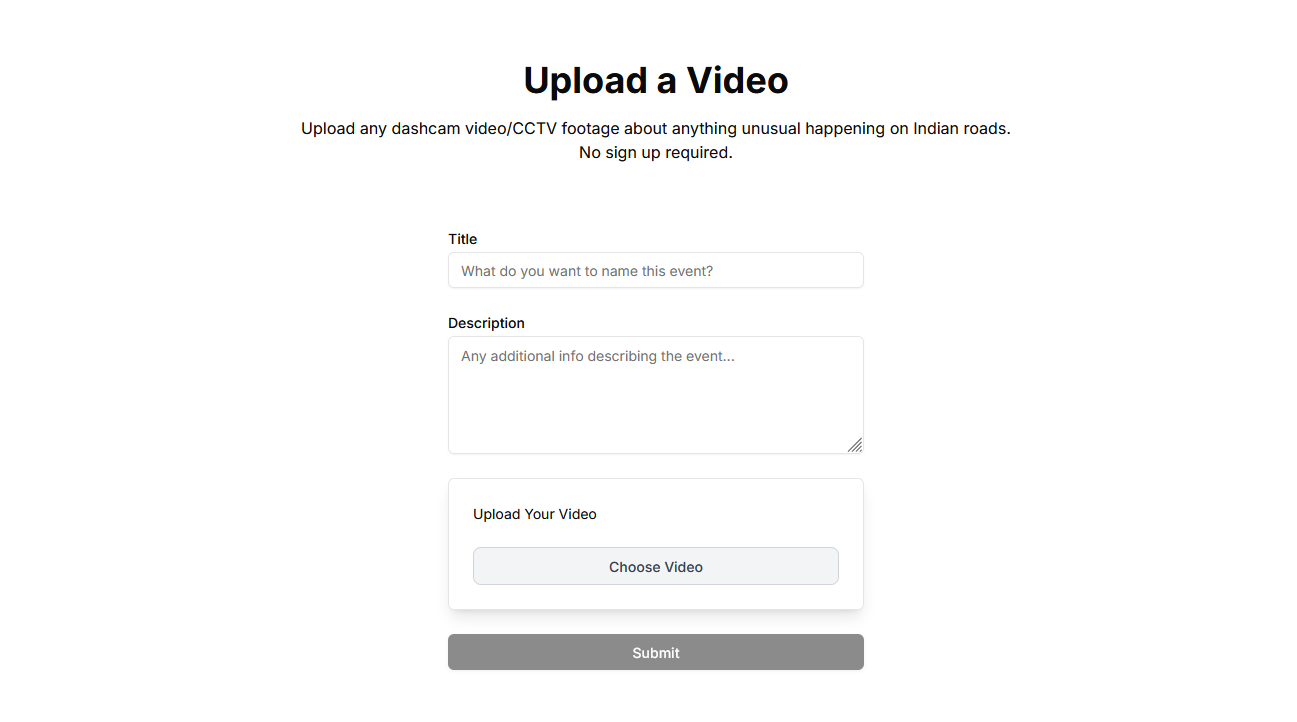 Upload a Video
Upload any dashcam video/CCTV footage about anything unusual happening on Indian roads.
No sign up required.
Title
What do you want to name this event?
Description
Any additional info describing the event...
Upload Your Video
Choose Video
Submit